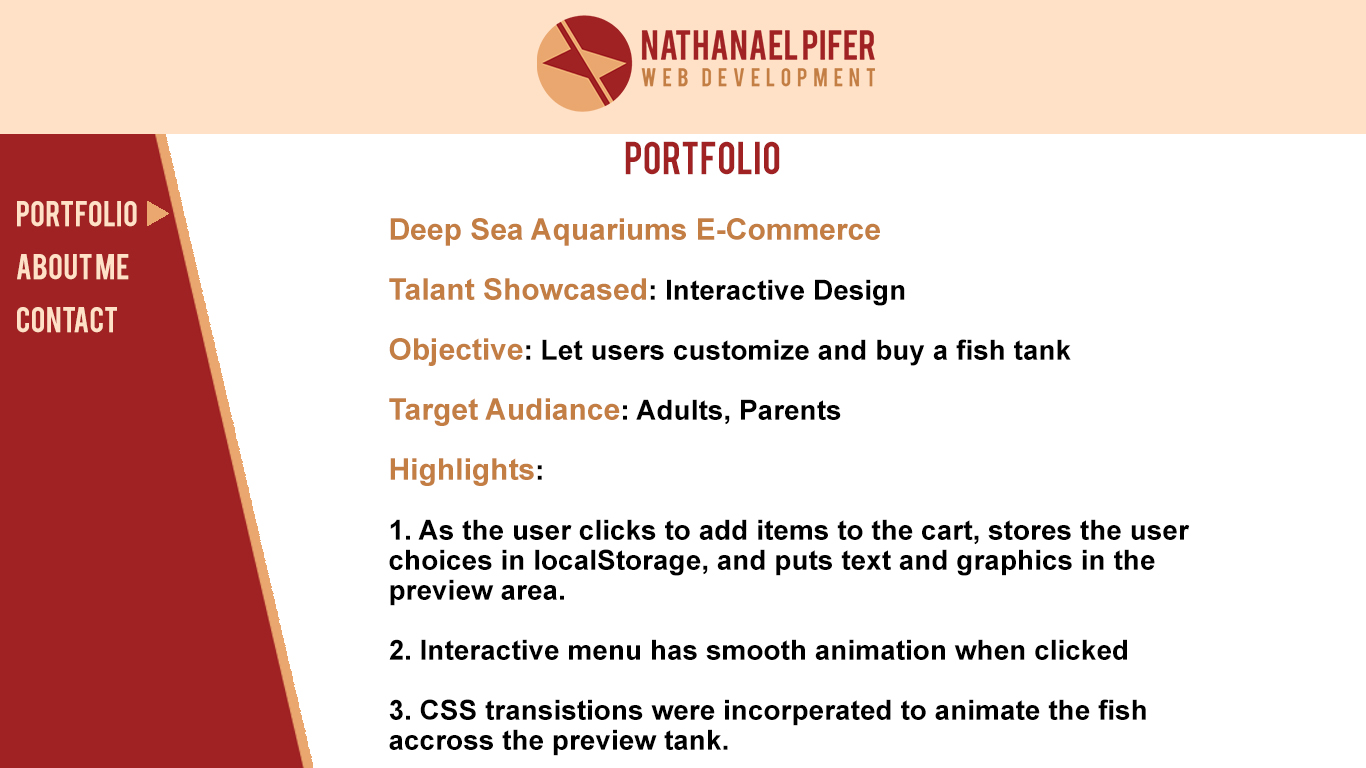 NATHANAEL PIFER
WEB DEVELOPMENT
PORTFOLIO
PORTFOLIO
ABOUT ME
CONTACT
Deep Sea Aquariums E-Commerce
Talant Showcased: Interactive Design
Objective: Let users customize and buy a fish tank
Target Audiance: Adults, Parents
Highlights:
1. As the user clicks to add items to the cart, stores the user
choices in localStorage, and puts text and graphics in the
preview area.
2. Interactive menu has smooth animation when clicked
3. CSS transistions were incorperated to animate the fish
accross the preview tank.